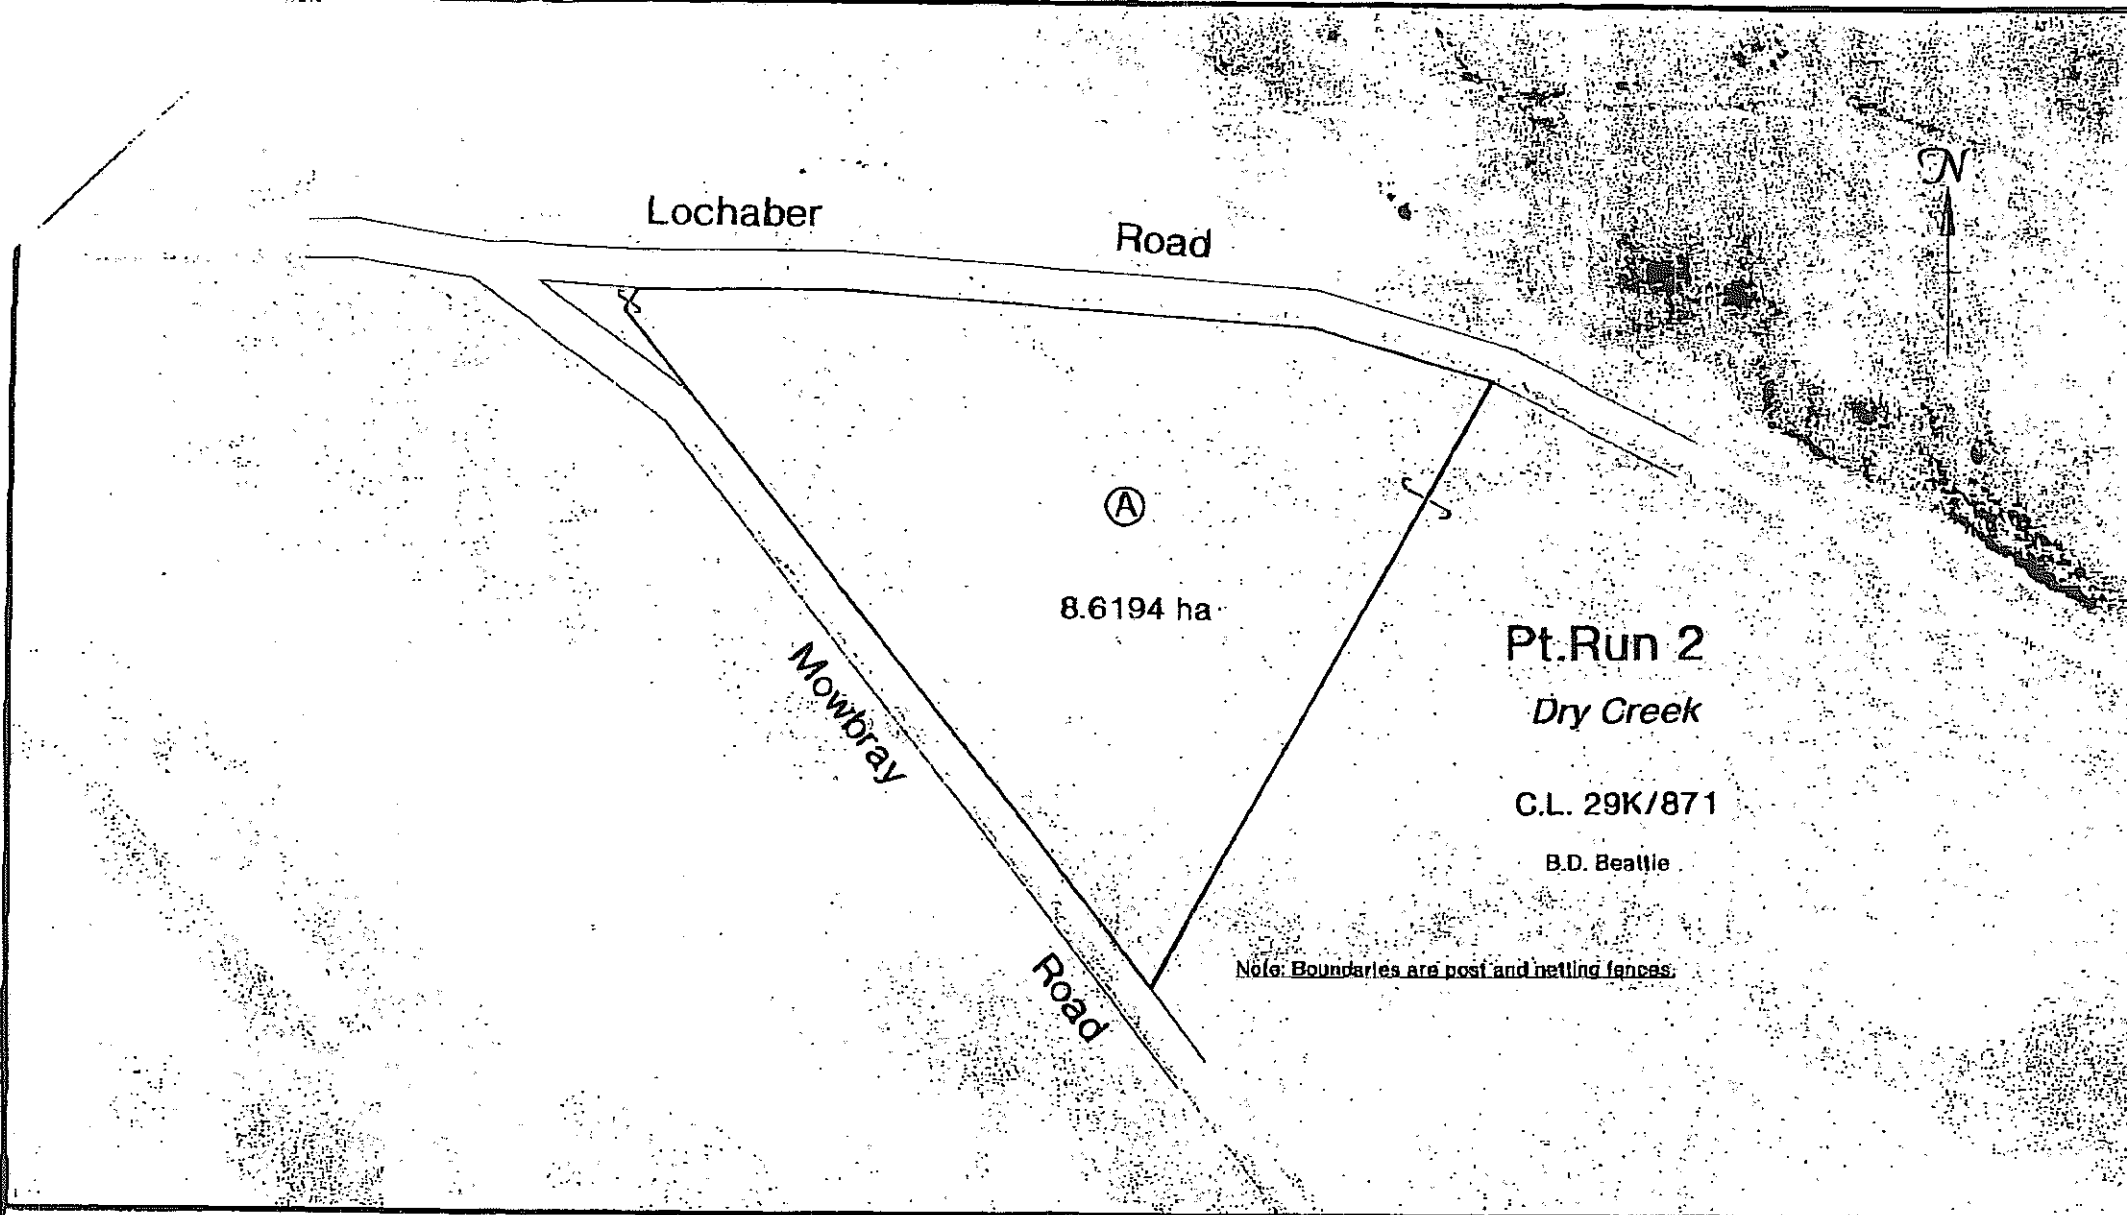 N
Lochaber Road
A
8.6194 ha
Pt.Run 2
Dry Creek
Mowbray Road
C.L. 29K/871
B.D. Beattie
Note: Boundaries are post and netting fences.